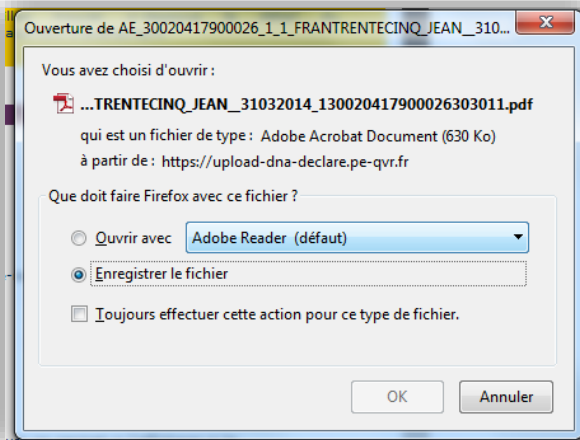 Ouverture de AE_30020417900026_1_1_FRANTRENTECINQ_JEAN__310...
Vous avez choisi d'ouvrir :
...TRENTECINQ_JEAN__31032014_130020417900026303011.pdf
qui est un fichier de type : Adobe Acrobat Document (630 Ko)
à partir de : https://upload-dna-declare.pe-qvr.fr
Que doit faire Firefox avec ce fichier ?
Ouvrir avec Adobe Reader (défaut)
Enregistrer le fichier
Toujours effectuer cette action pour ce type de fichier.
OK Annuler